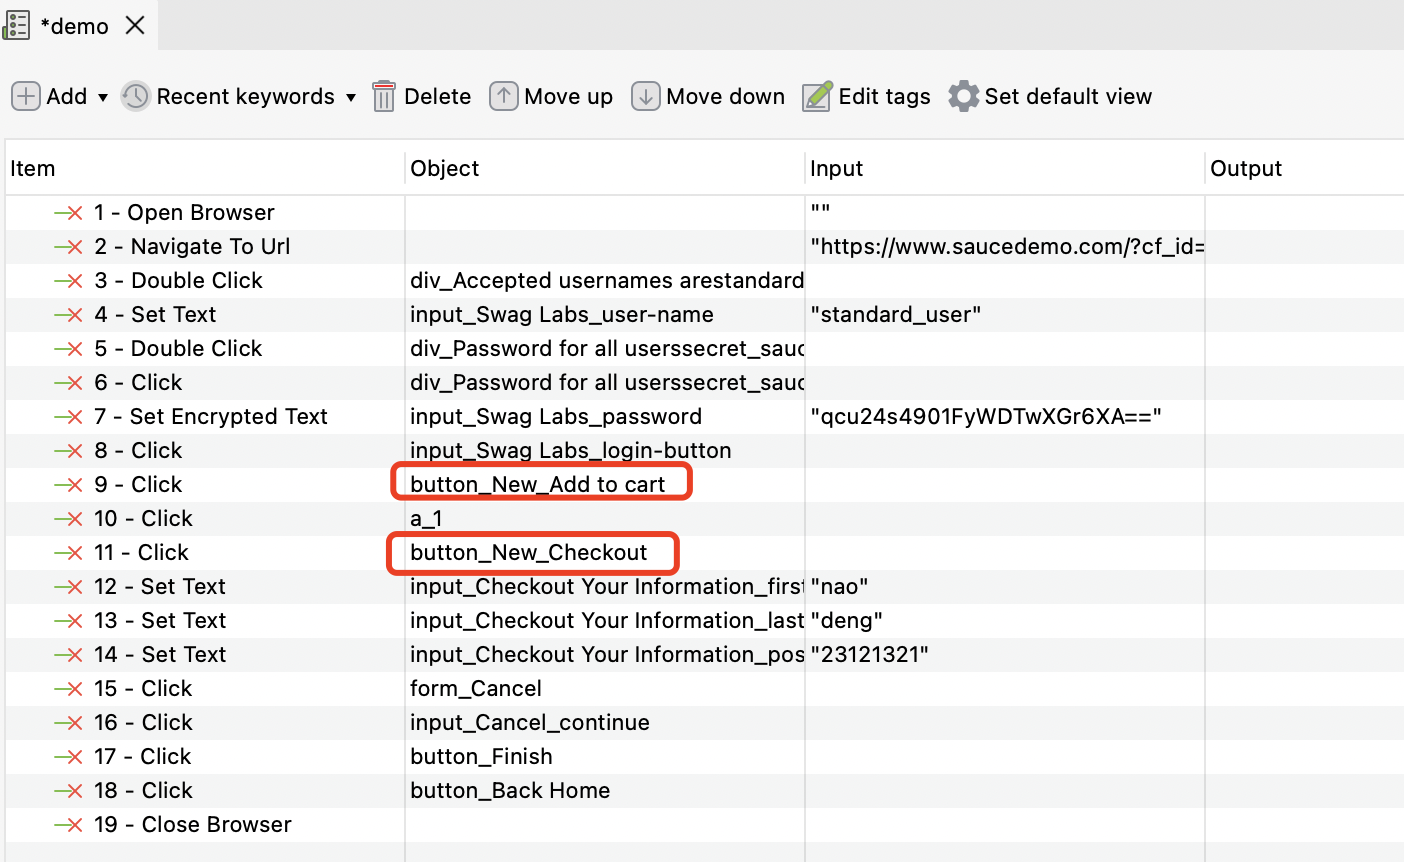 *demo
Add Recent keywords Delete Move up Move down Edit tags Set default view
Item Object Input Output
1 - Open Browser ""
2 - Navigate To Url "https://www.saucedemo.com/?cf_id=
3 - Double Click div_Accepted usernames arestandard
4 - Set Text input_Swag Labs_user-name "standard_user"
5 - Double Click div_Password for all userssecret_sauc
6 - Click div_Password for all userssecret_sauc
7 - Set Encrypted Text input_Swag Labs_password "qcu24s4901FyWDTwXGr6XA=="
8 - Click input_Swag Labs_login-button
9 - Click button_New_Add to cart
10 - Click a_1
11 - Click button_New_Checkout
12 - Set Text input_Checkout Your Information_first "nao"
13 - Set Text input_Checkout Your Information_last "deng"
14 - Set Text input_Checkout Your Information_pos "23121321"
15 - Click form_Cancel
16 - Click input_Cancel_continue
17 - Click button_Finish
18 - Click button_Back Home
19 - Close Browser